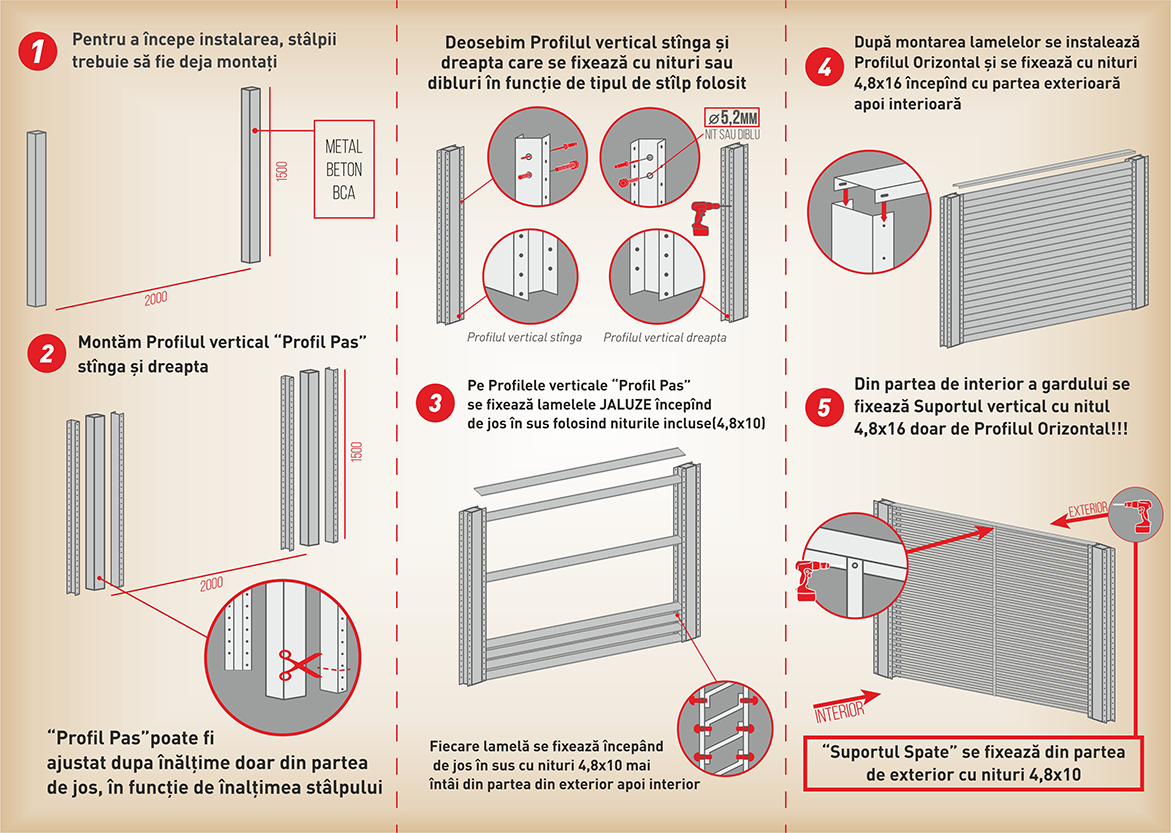 1
Pentru a începe instalarea, stâlpii
trebuie să fie deja montați
METAL
BETON
BCA
1500
2000
2
Montăm Profilul vertical “Profil Pas”
stînga și dreapta
1500
2000
“Profil Pas”poate fi
ajustat dupa înălțime doar din partea
de jos, în funcție de înalțimea stâlpului
Deosebim Profilul vertical stînga și
dreapta care se fixează cu nituri sau
dibluri în funcție de tipul de stîlp folosit
ø5,2MM
NIT SAU DIBLU
Profilul vertical stînga
Profilul vertical dreapta
3
Pe Profilele verticale “Profil Pas”
se fixează lamelele JALUZE începînd
de jos în sus folosind niturile incluse(4,8x10)
Fiecare lamelă se fixează începând
de jos în sus cu nituri 4,8x10 mai
întâi din partea din exterior apoi interior
4
După montarea lamelelor se instalează
Profilul Orizontal și se fixează cu nituri
4,8x16 începînd cu partea exterioară
apoi interioară
5
Din partea de interior a gardului se
fixează Suportul vertical cu nitul
4,8x16 doar de Profilul Orizontal!!!
EXTERIOR
INTERIOR
“Suportul Spate” se fixează din partea
de exterior cu nituri 4,8x10